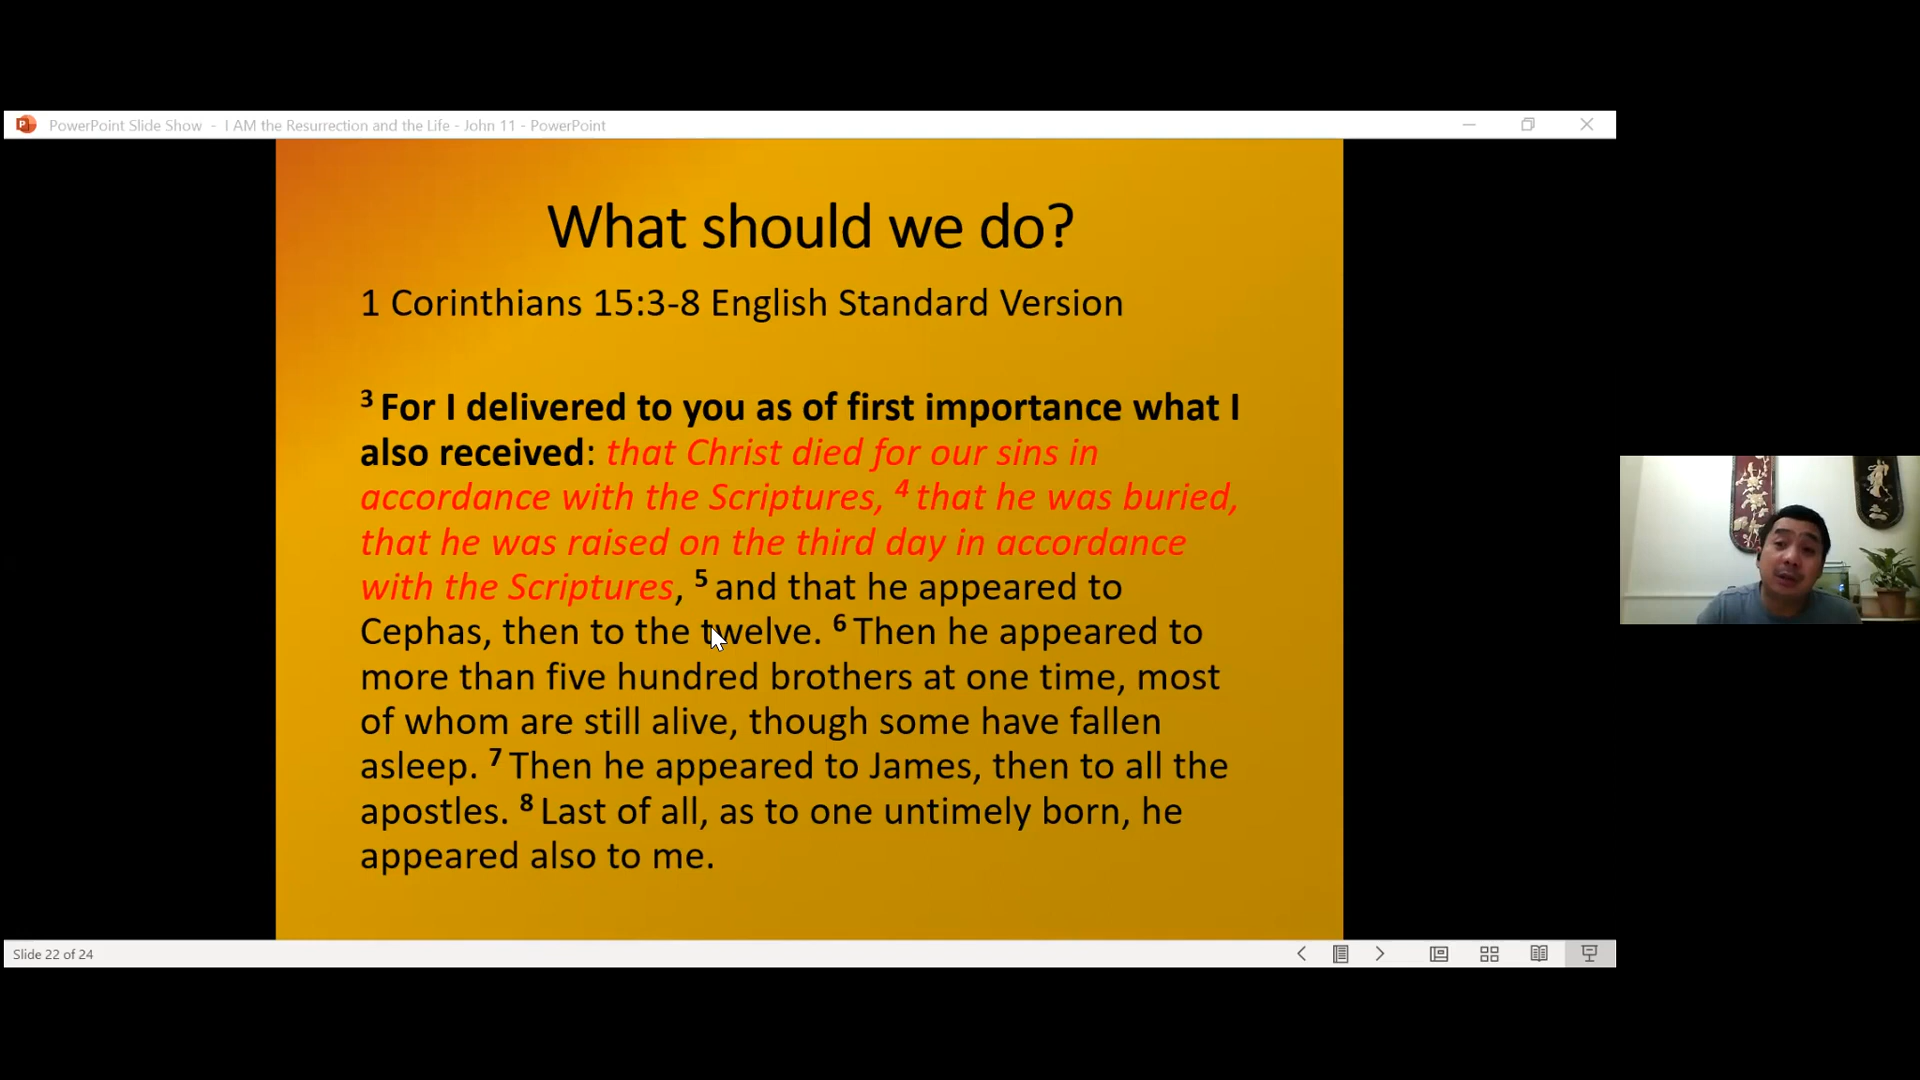 PowerPoint Slide Show - I AM the Resurrection and the Life - John 11 - PowerPoint
What should we do?
1 Corinthians 15:3-8 English Standard Version
3 For I delivered to you as of first importance what I
also received: that Christ died for our sins in
accordance with the Scriptures, 4 that he was buried,
that he was raised on the third day in accordance
with the Scriptures, 5 and that he appeared to
Cephas, then to the twelve. 6 Then he appeared to
more than five hundred brothers at one time, most
of whom are still alive, though some have fallen
asleep. 7 Then he appeared to James, then to all the
apostles. 8 Last of all, as to one untimely born, he
appeared also to me.
Slide 22 of 24